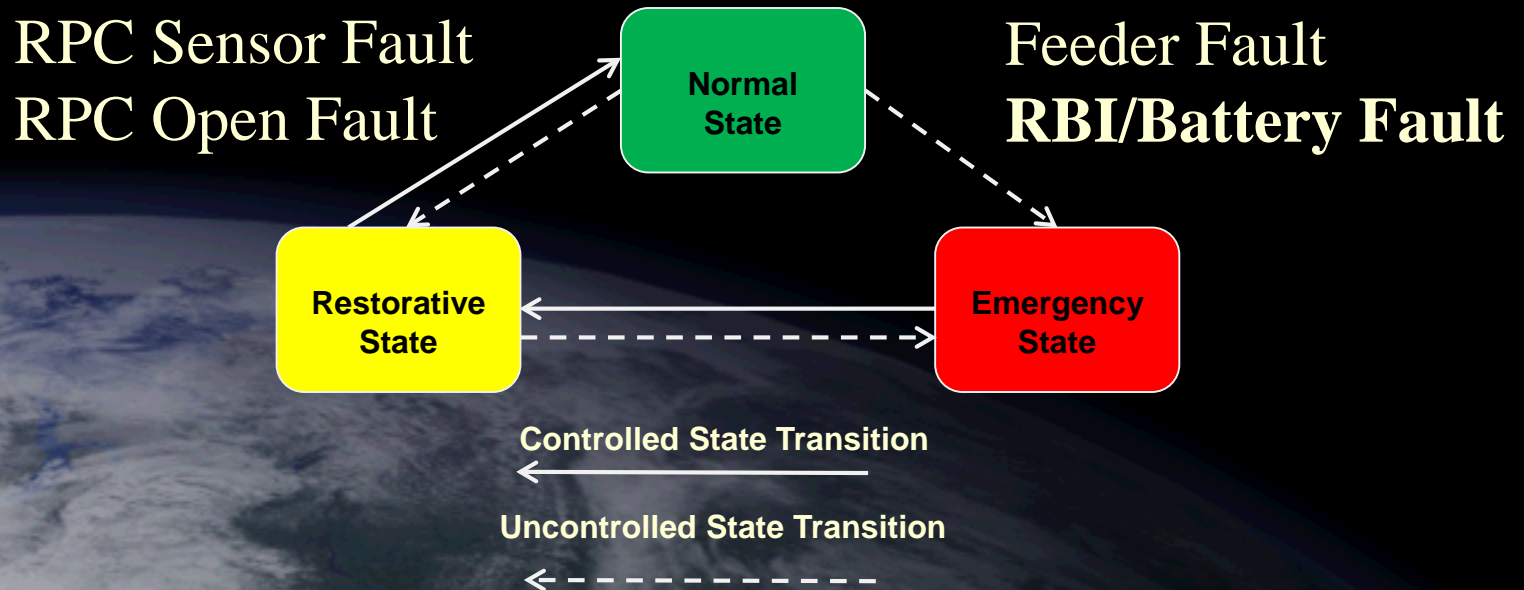 RPC Sensor Fault
RPC Open Fault
Normal
State
Feeder Fault
RBI/Battery Fault
Restorative
State
Emergency
State
Controlled State Transition
Uncontrolled State Transition